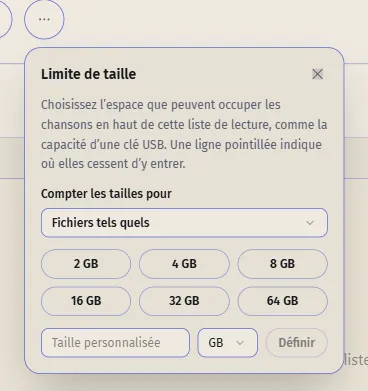 ...
Limite de taille
Choisissez l’espace que peuvent occuper les
chansons en haut de cette liste de lecture, comme la
capacité d’une clé USB. Une ligne pointillée indique
où elles cessent d’y entrer.
Compter les tailles pour
Fichiers tels quels
2 GB 4 GB 8 GB
16 GB 32 GB 64 GB
Taille personnalisée GB Définir
liste